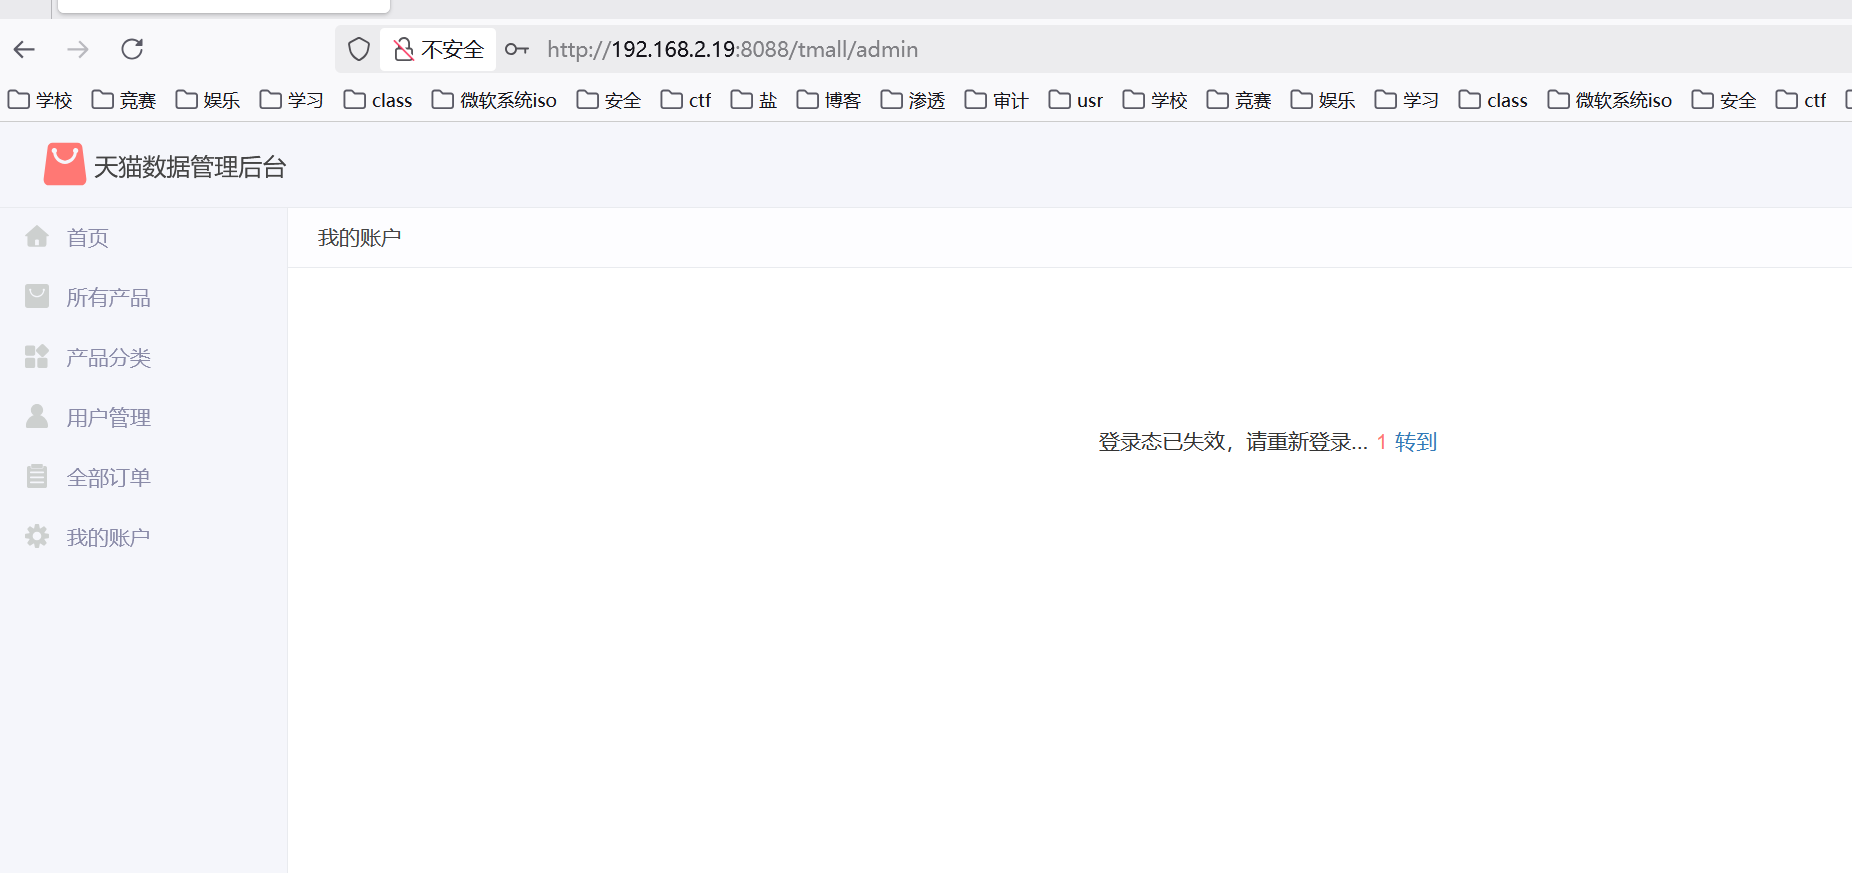 不安全 http://192.168.2.19:8088/tmall/admin
学校 竞赛 娱乐 学习 class 微软系统iso 安全 ctf 盐 博客 渗透 审计 usr 学校 竞赛 娱乐 学习 class 微软系统iso 安全 ctf
天猫数据管理后台
首页
所有产品
产品分类
用户管理
全部订单
我的账户
我的账户
登录态已失效，请重新登录... 1 转到